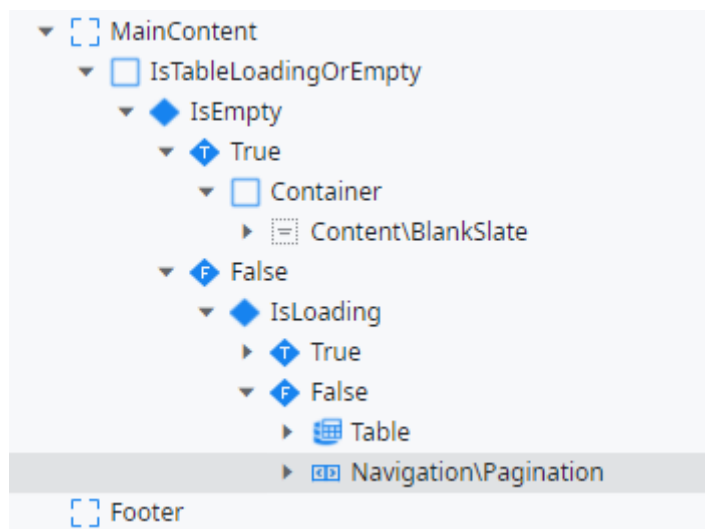 MainContent
IsTableLoadingOrEmpty
IsEmpty
T True
Container
Content\BlankSlate
F False
IsLoading
T True
F False
Table
Navigation\Pagination
Footer